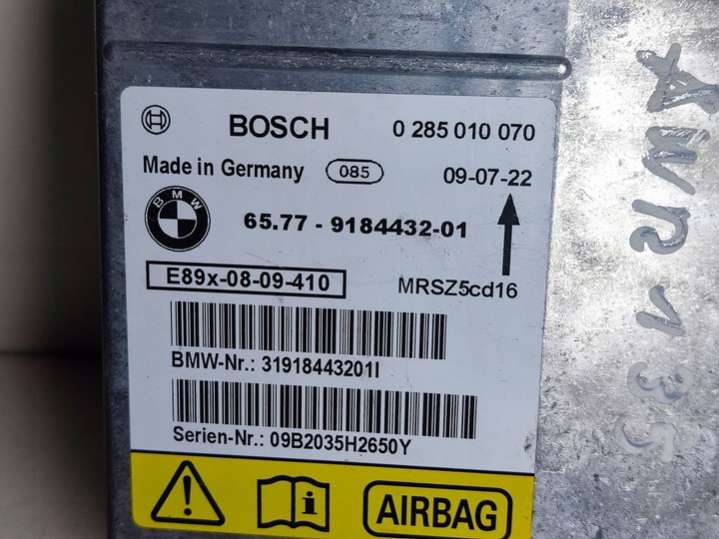 BOSCH 0 285 010 070
Made in Germany 085 09-07-22
BMW
65.77 - 9184432-01
E89x-08-09-410 MRSZ5cd16
BMW-Nr.: 31918443201I
Serien-Nr.: 09B2035H2650Y
i AIRBAG